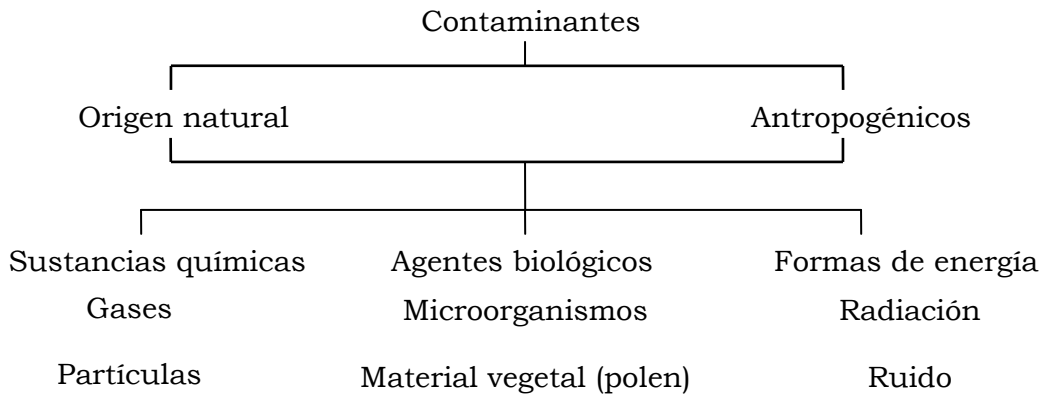 Contaminantes
Origen natural
Antropogénicos
Sustancias químicas
Agentes biológicos
Formas de energía
Gases
Microorganismos
Radiación
Partículas
Material vegetal (polen)
Ruido